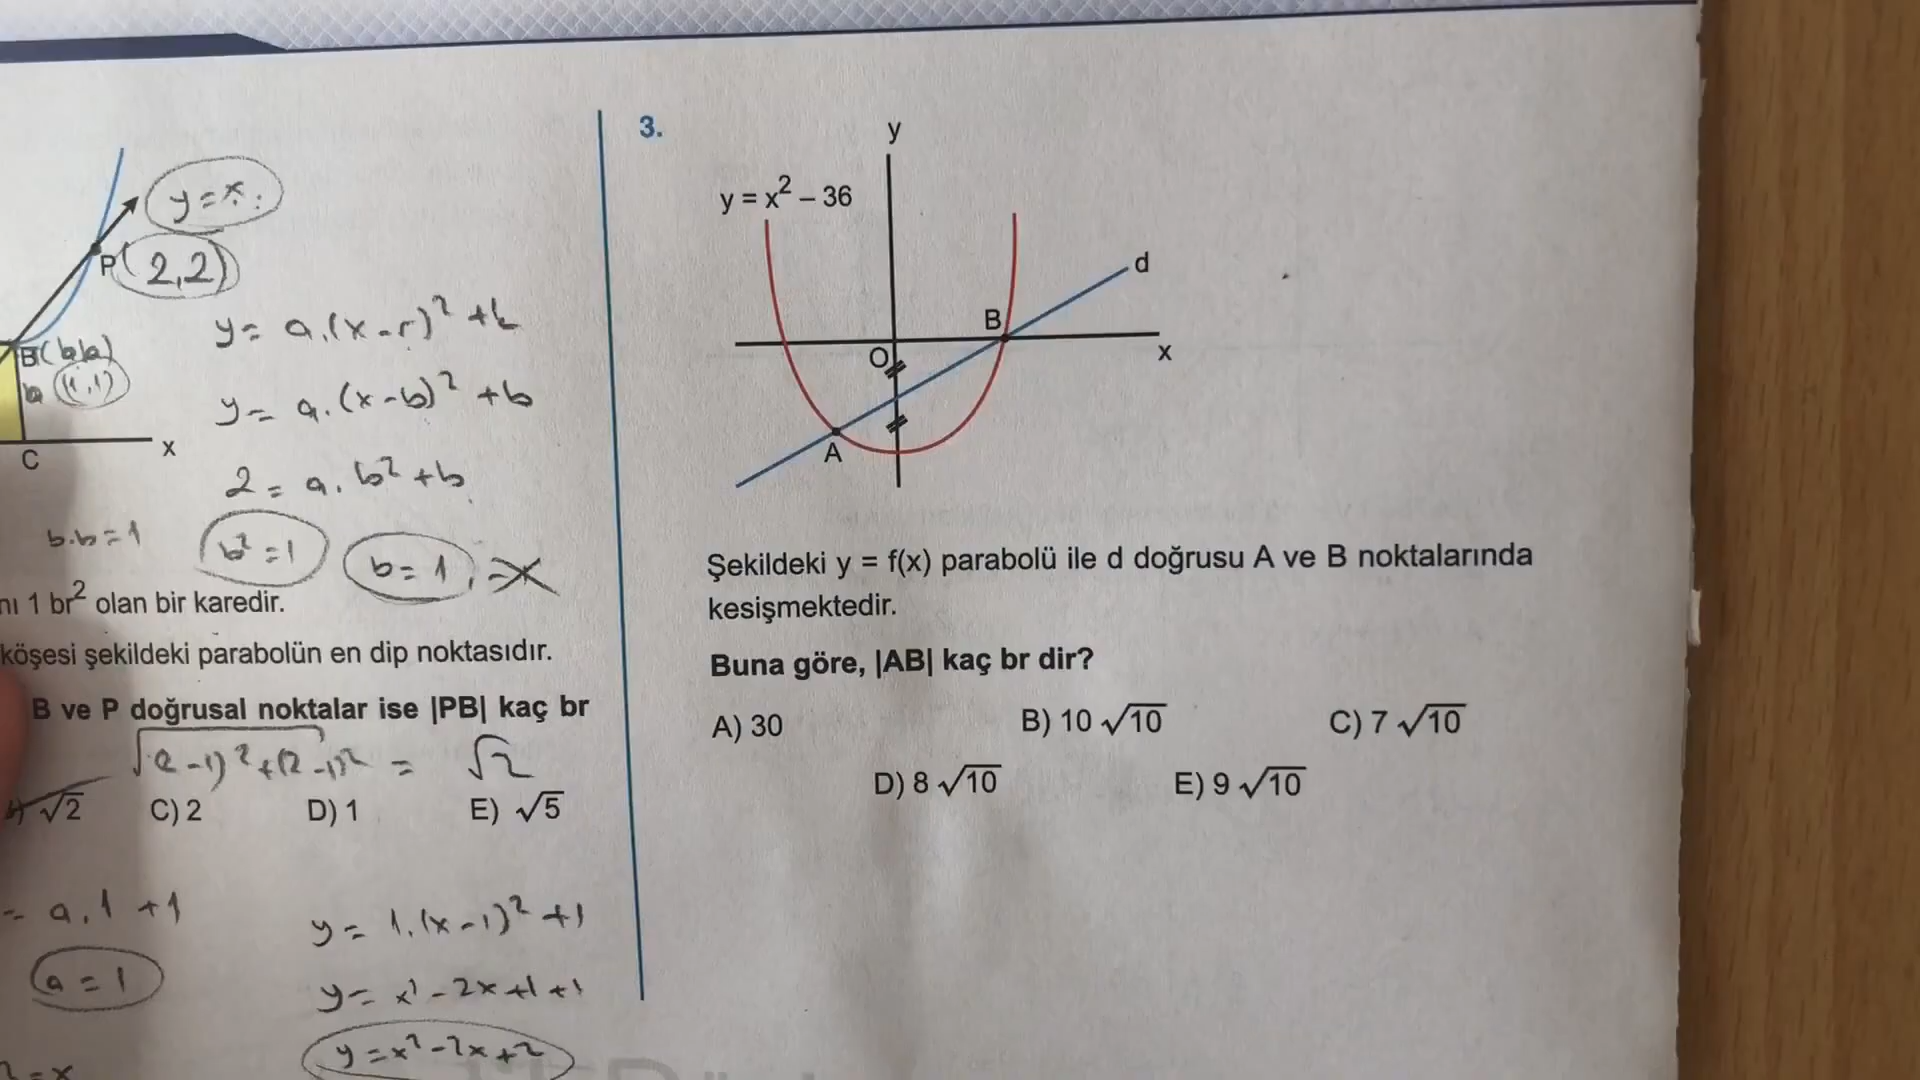 y = x.
P(2,2)
B(b,a)
a (1,1)
C
x
y = a.(x-r)² +k
y = a.(x-b)² +b
2 = a.b² +b
b.b=1
b² = 1
b = 1
nı 1 br² olan bir karedir.
köşesi şekildeki parabolün en dip noktasıdır.
B ve P doğrusal noktalar ise |PB| kaç br
√(2-1)²+(2-1)² = √2
√2 C) 2 D) 1 E) √5
= a.1 +1
a = 1
y = 1.(x-1)² +1
y = x² - 2x +1 +1
y = x² - 2x + 2
3.
y
y = x² – 36
d
B
O
x
A
Şekildeki y = f(x) parabolü ile d doğrusu A ve B noktalarında
kesişmektedir.
Buna göre, |AB| kaç br dir?
A) 30 B) 10 √10 C) 7 √10
D) 8 √10 E) 9 √10